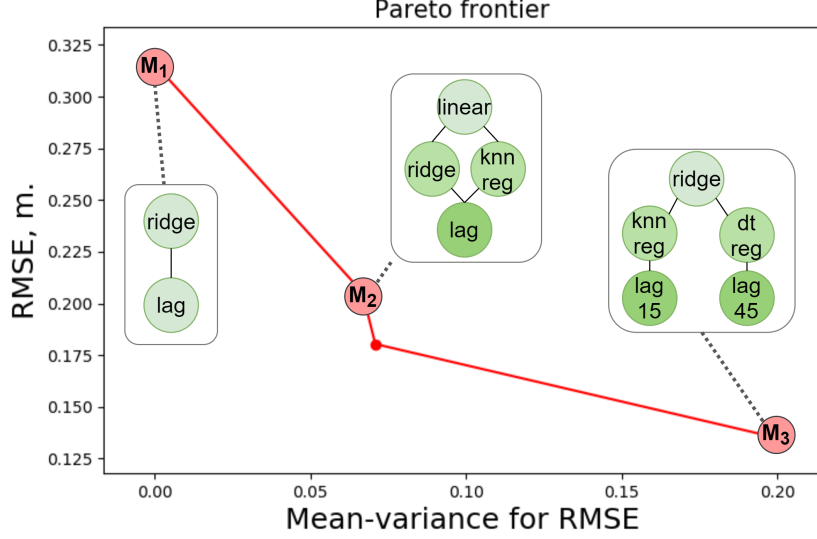 Pareto frontier
RMSE, m.
0.325
0.300
0.275
0.250
0.225
0.200
0.175
0.150
0.125
M1
ridge
lag
M2
linear
ridge
knn
reg
lag
M3
ridge
knn
reg
dt
reg
lag
15
lag
45
0.00
0.05
0.10
0.15
0.20
Mean-variance for RMSE